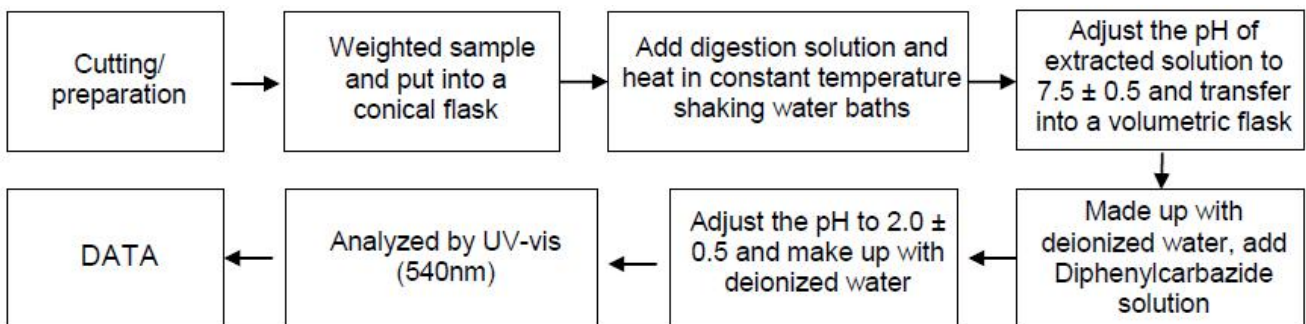 Cutting/
preparation
Weighted sample
and put into a
conical flask
Add digestion solution and
heat in constant temperature
shaking water baths
Adjust the pH of
extracted solution to
7.5 ± 0.5 and transfer
into a volumetric flask
Made up with
deionized water, add
Diphenylcarbazide
solution
Adjust the pH to 2.0 ±
0.5 and make up with
deionized water
Analyzed by UV-vis
(540nm)
DATA